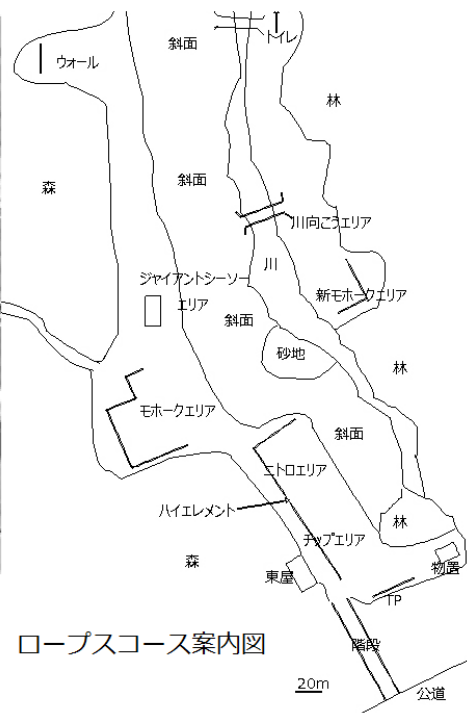 斜面
トイレ
ウォール
林
斜面
森
川向こうエリア
川
ジャイアントシーソー
エリア
新モホークエリア
斜面
砂地
林
モホークエリア
斜面
ニトロエリア
ハイエレメント
林
チップエリア
森
物置
東屋
TP
ロープスコース案内図
階段
20m
公道